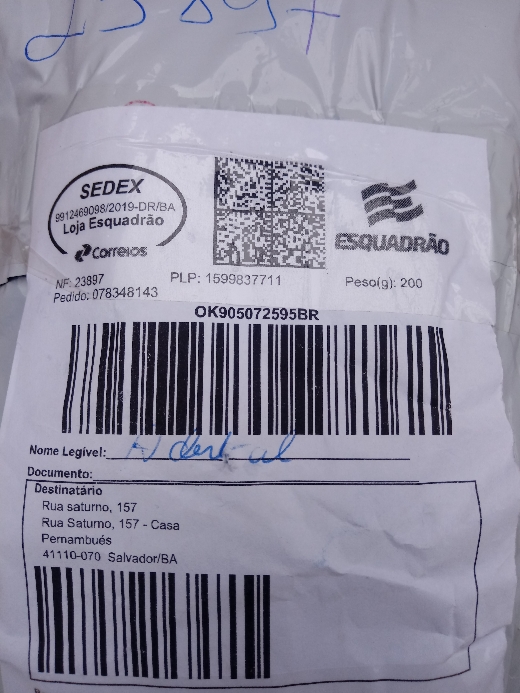 23897
SEDEX
9912469098/2019-DR/BA
Loja Esquadrão
Correios
ESQUADRÃO
NF: 23897
PLP: 1599837711
Peso(g): 200
Pedido: 078348143
OK905072595BR
Nome Legível:
Documento:
Destinatário
Rua saturno, 157
Rua Saturno, 157 - Casa
Pernambués
41110-070 Salvador/BA